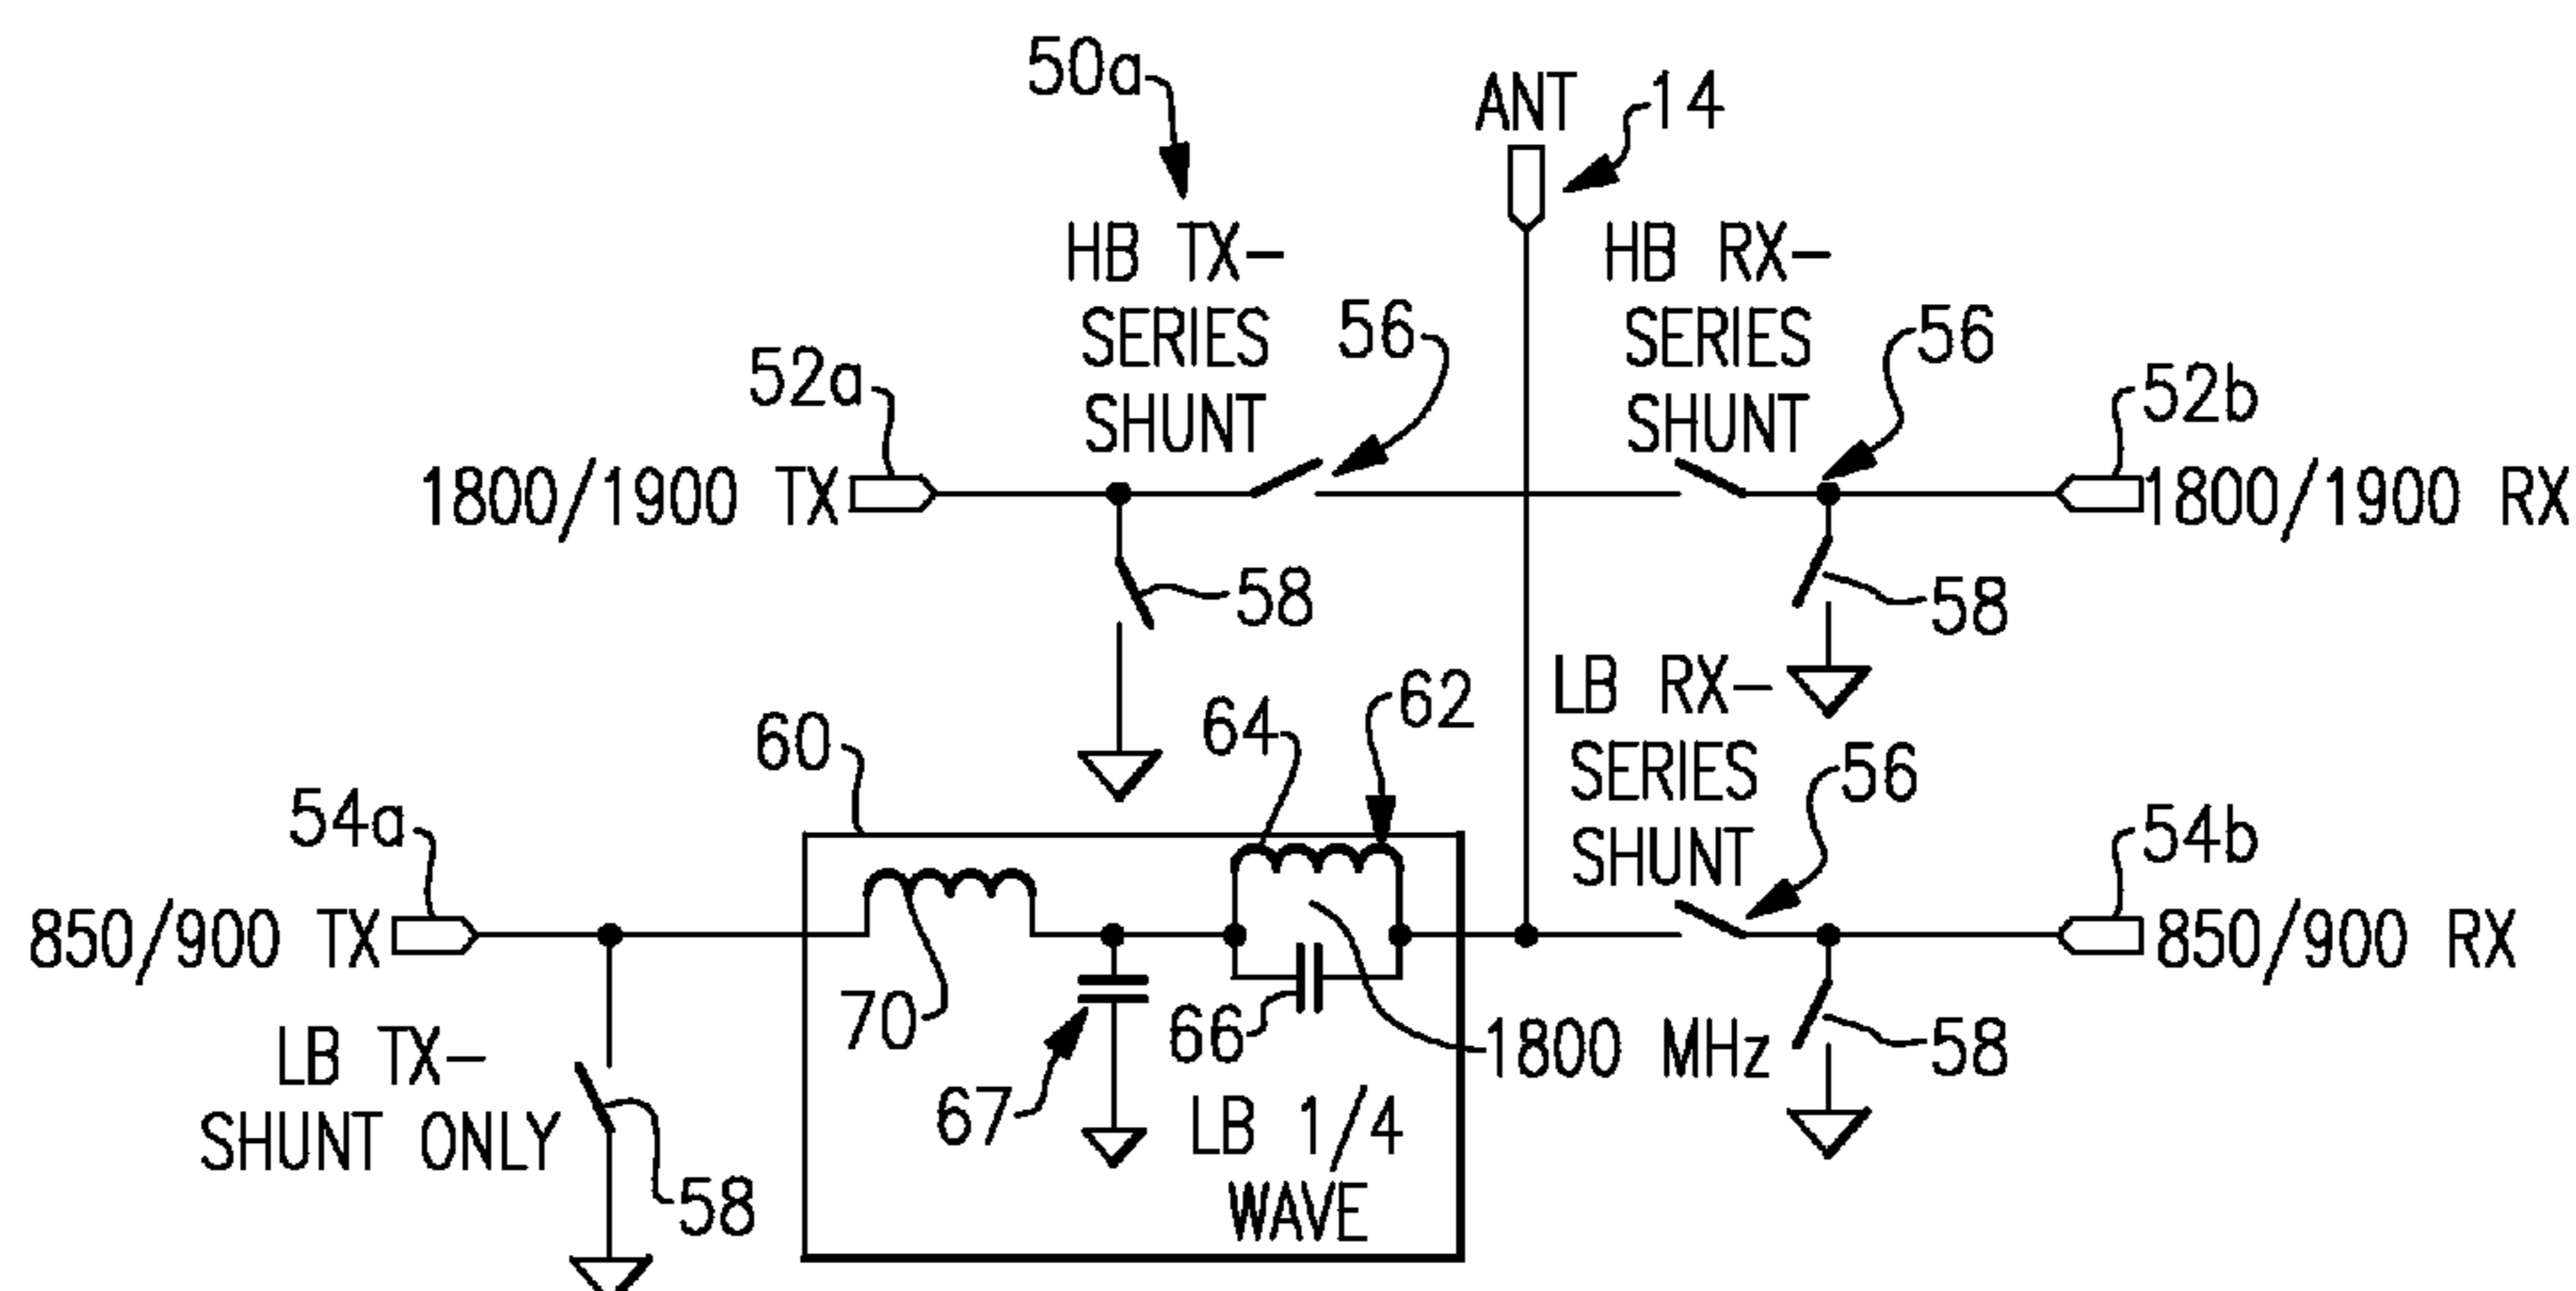 50a
ANT
14
HB TX-
SERIES
SHUNT
56
HB RX-
SERIES
SHUNT
56
52a
52b
1800/1900 TX
1800/1900 RX
58
58
60
64
62
LB RX-
SERIES
SHUNT
56
54a
54b
850/900 TX
850/900 RX
70
66
1800 MHz
58
LB TX-
SHUNT ONLY
67
LB 1/4
WAVE
58